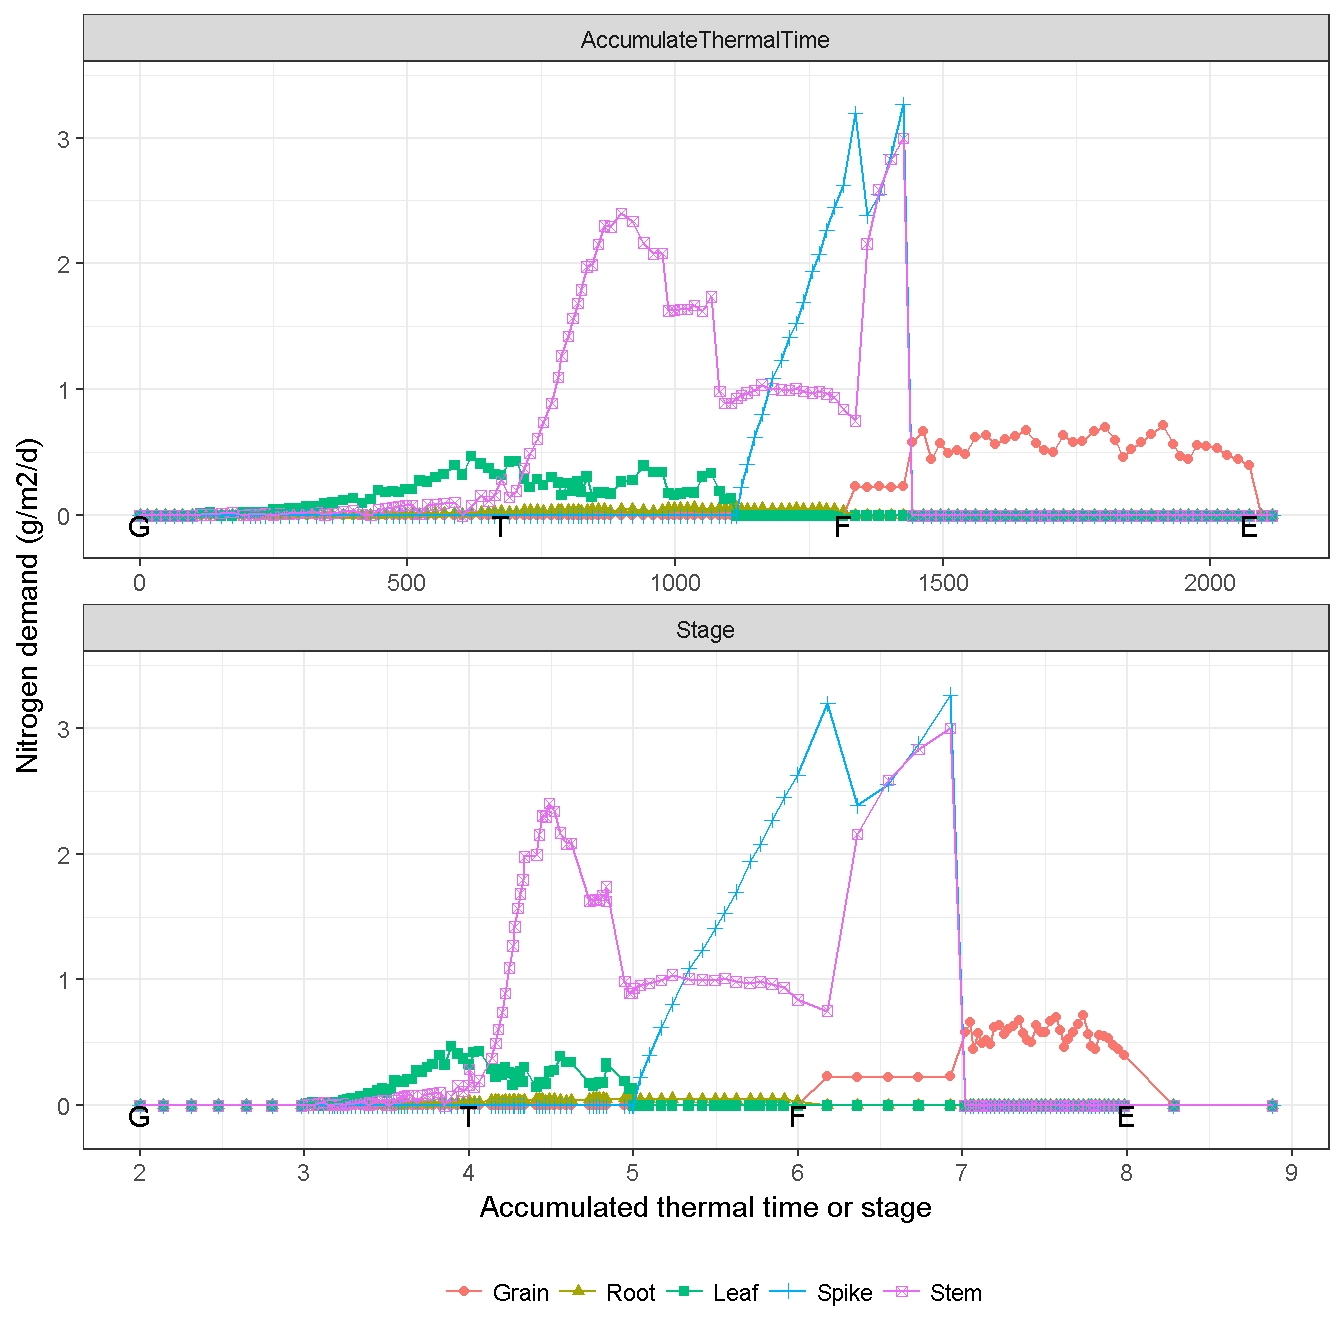 AccumulateThermalTime
3
2
1
0
G T F E
0 500 1000 1500 2000
Nitrogen demand (g/m2/d)
Stage
3
2
1
0
G T F E
2 3 4 5 6 7 8 9
Accumulated thermal time or stage
Grain Root Leaf Spike Stem